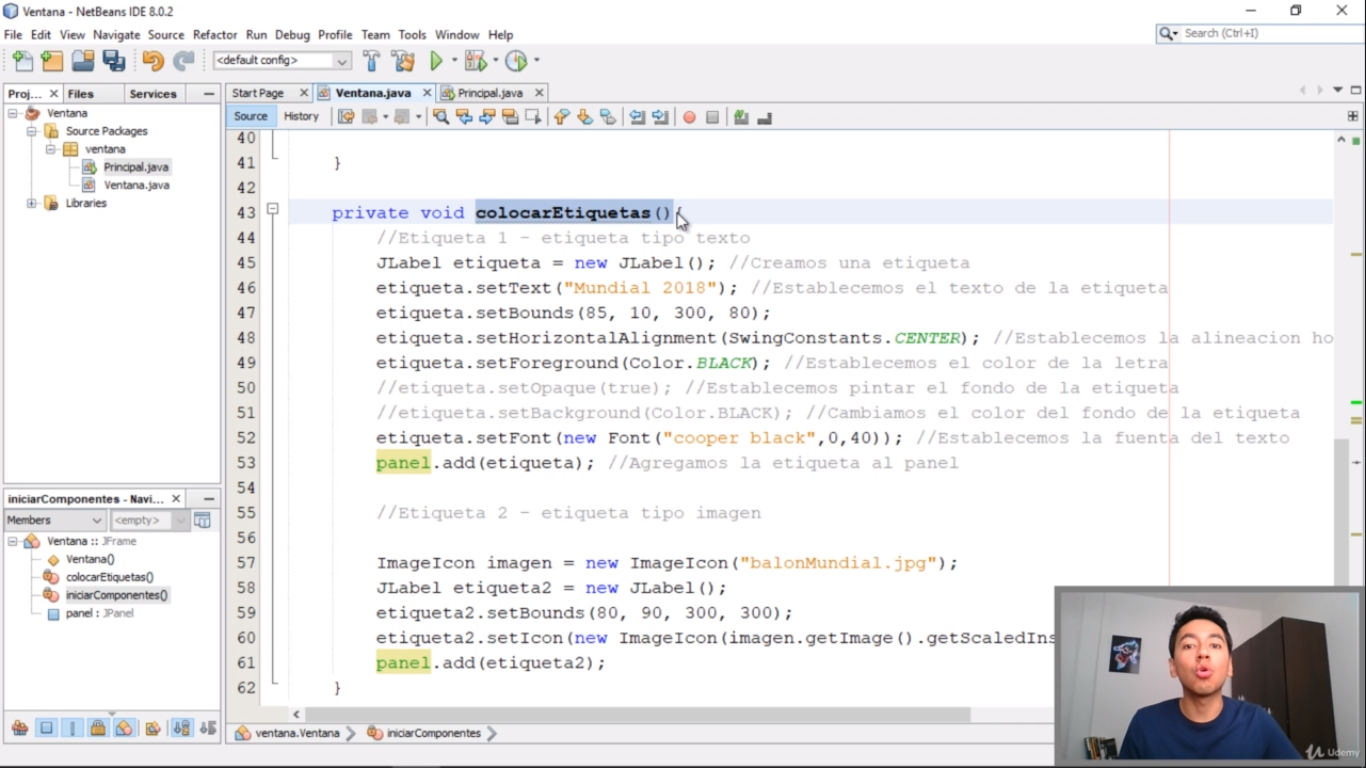 Ventana - NetBeans IDE 8.0.2
File Edit View Navigate Source Refactor Run Debug Profile Team Tools Window Help
Search (Ctrl+I)
<default config>
Proj... Files Services
Ventana
Source Packages
ventana
Principal.java
Ventana.java
Libraries
Start Page Ventana.java Principal.java
Source History
40
41 }
42
43 private void colocarEtiquetas(){
44 //Etiqueta 1 - etiqueta tipo texto
45 JLabel etiqueta = new JLabel(); //Creamos una etiqueta
46 etiqueta.setText("Mundial 2018"); //Establecemos el texto de la etiqueta
47 etiqueta.setBounds(85, 10, 300, 80);
48 etiqueta.setHorizontalAlignment(SwingConstants.CENTER); //Establecemos la alineacion ho
49 etiqueta.setForeground(Color.BLACK); //Establecemos el color de la letra
50 //etiqueta.setOpaque(true); //Establecemos pintar el fondo de la etiqueta
51 //etiqueta.setBackground(Color.BLACK); //Cambiamos el color del fondo de la etiqueta
52 etiqueta.setFont(new Font("cooper black",0,40)); //Establecemos la fuenta del texto
53 panel.add(etiqueta); //Agregamos la etiqueta al panel
54
55 //Etiqueta 2 - etiqueta tipo imagen
56
57 ImageIcon imagen = new ImageIcon("balonMundial.jpg");
58 JLabel etiqueta2 = new JLabel();
59 etiqueta2.setBounds(80, 90, 300, 300);
60 etiqueta2.setIcon(new ImageIcon(imagen.getImage().getScaledIns
61 panel.add(etiqueta2);
62 }
iniciarComponentes - Navi...
Members <empty>
Ventana :: JFrame
Ventana()
colocarEtiquetas()
iniciarComponentes()
panel : JPanel
ventana.Ventana iniciarComponentes
Udemy